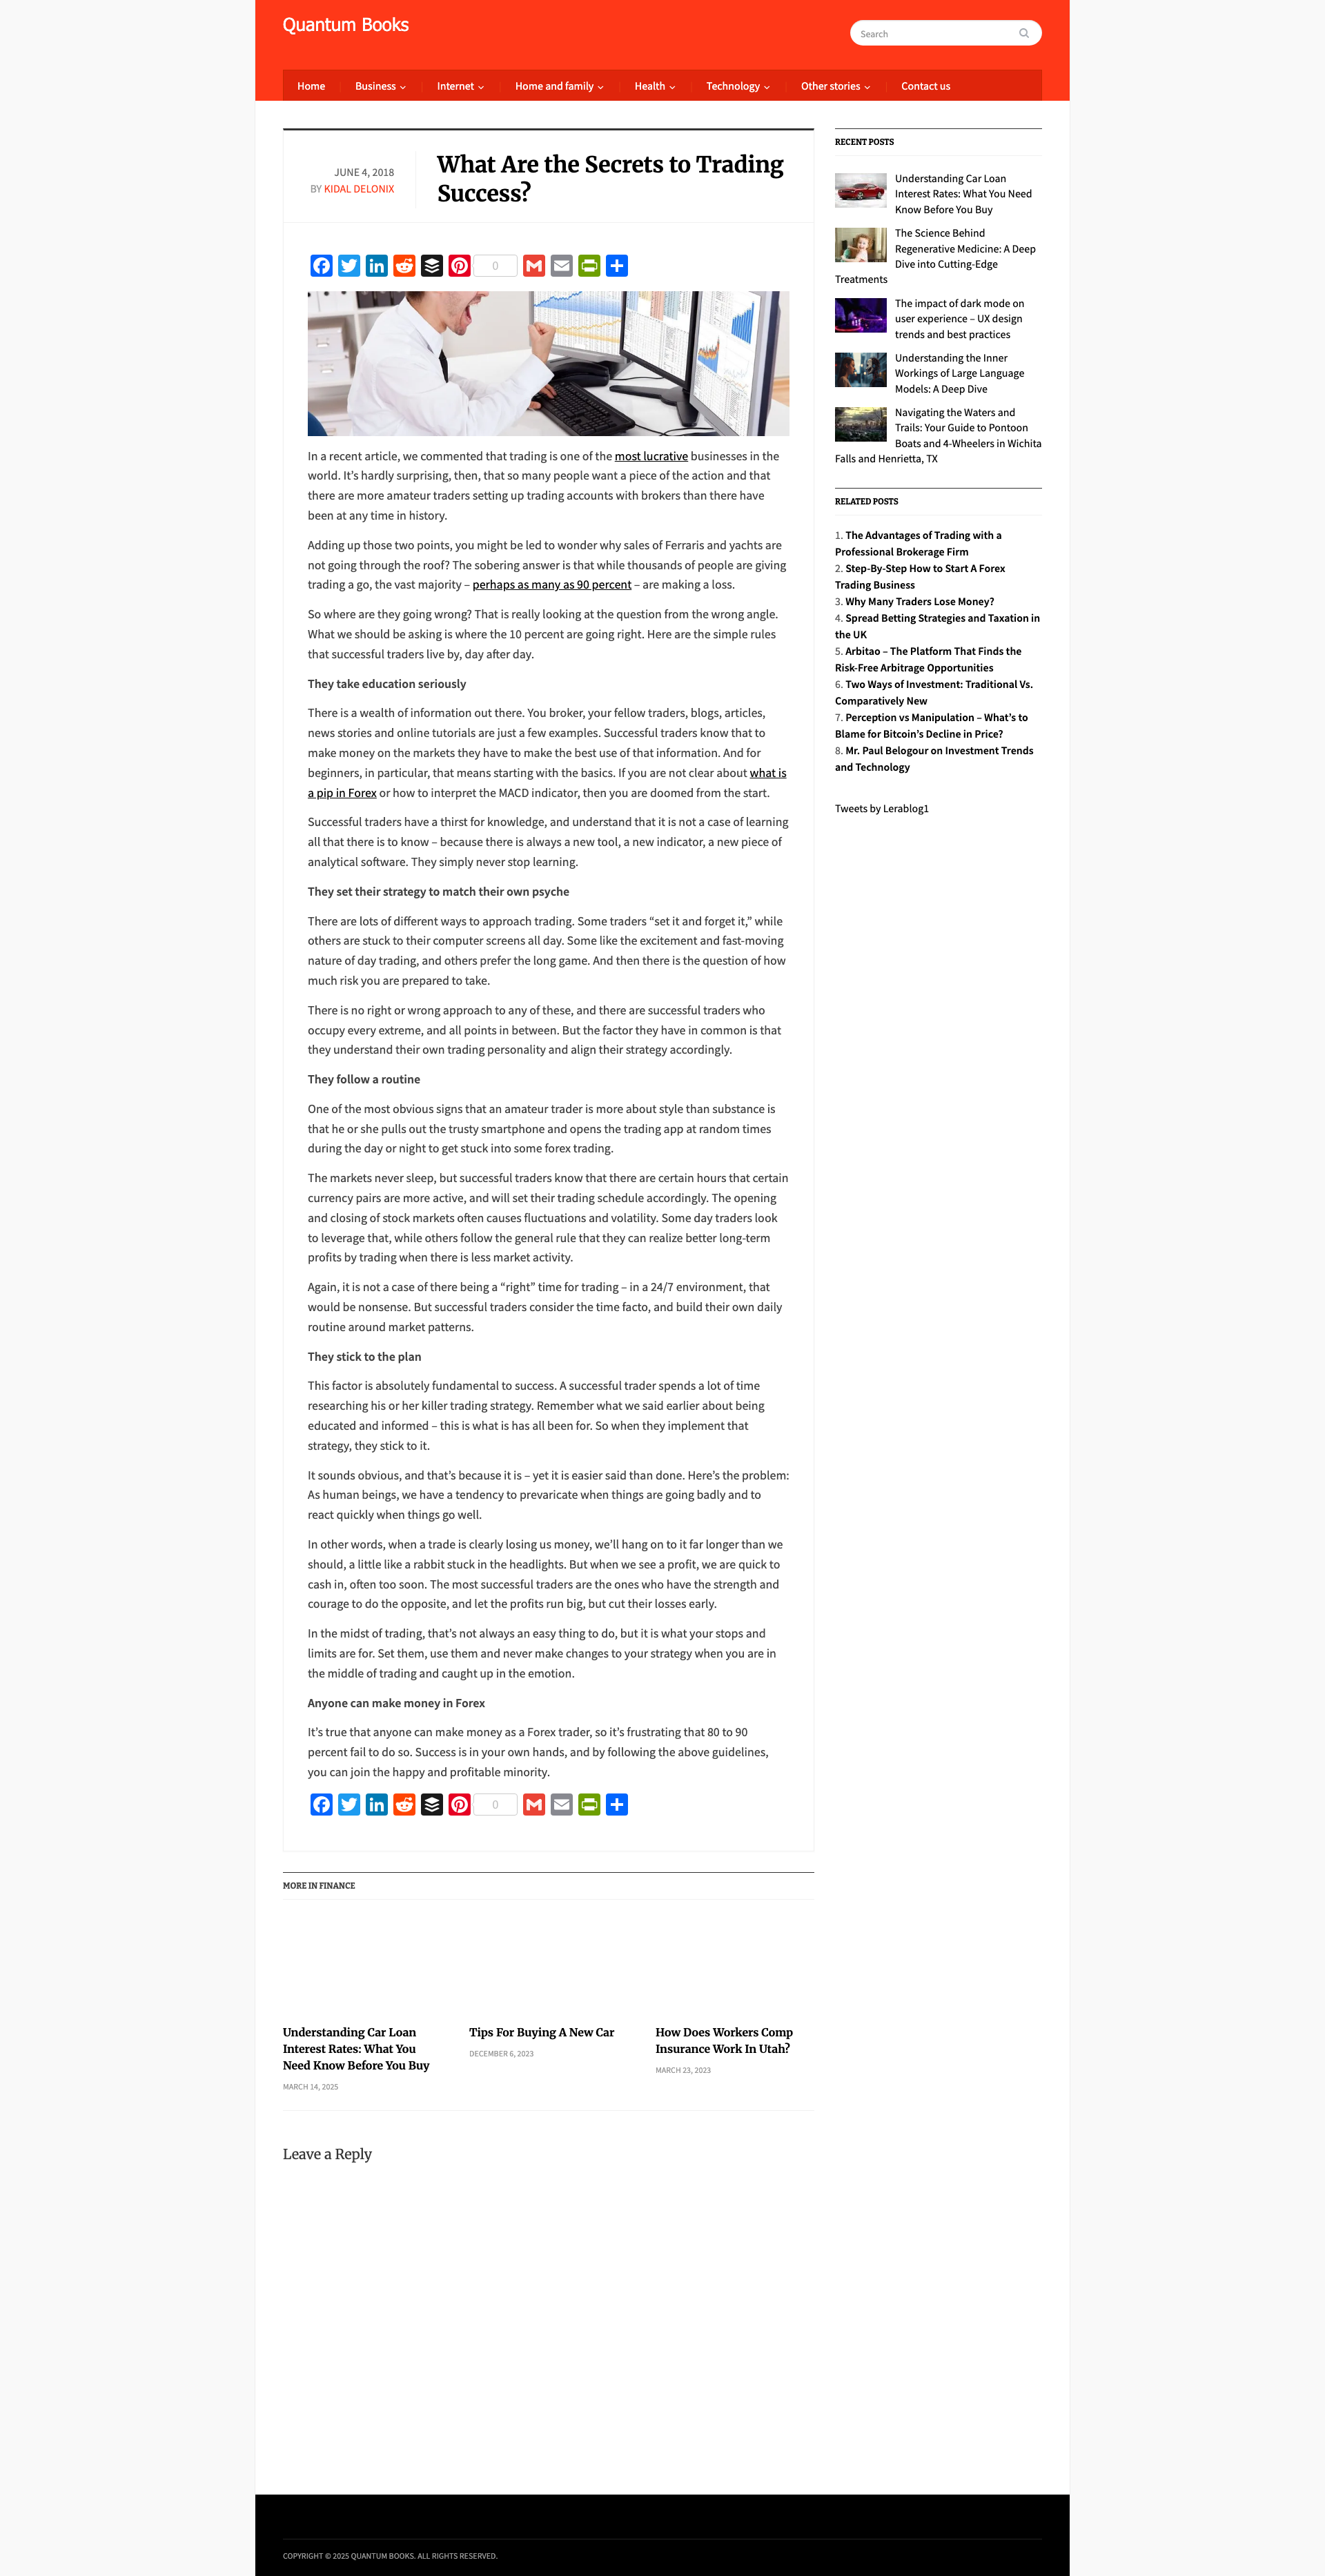 Quantum Books
Search
Home
Business
Internet
Home and family
Health
Technology
Other stories
Contact us
JUNE 4, 2018
BY KIDAL DELONIX
What Are the Secrets to Trading
Success?
0
In a recent article, we commented that trading is one of the most lucrative businesses in the
world. It’s hardly surprising, then, that so many people want a piece of the action and that
there are more amateur traders setting up trading accounts with brokers than there have
been at any time in history.
Adding up those two points, you might be led to wonder why sales of Ferraris and yachts are
not going through the roof? The sobering answer is that while thousands of people are giving
trading a go, the vast majority – perhaps as many as 90 percent – are making a loss.
So where are they going wrong? That is really looking at the question from the wrong angle.
What we should be asking is where the 10 percent are going right. Here are the simple rules
that successful traders live by, day after day.
They take education seriously
There is a wealth of information out there. You broker, your fellow traders, blogs, articles,
news stories and online tutorials are just a few examples. Successful traders know that to
make money on the markets they have to make the best use of that information. And for
beginners, in particular, that means starting with the basics. If you are not clear about what is
a pip in Forex or how to interpret the MACD indicator, then you are doomed from the start.
Successful traders have a thirst for knowledge, and understand that it is not a case of learning
all that there is to know – because there is always a new tool, a new indicator, a new piece of
analytical software. They simply never stop learning.
They set their strategy to match their own psyche
There are lots of different ways to approach trading. Some traders “set it and forget it,” while
others are stuck to their computer screens all day. Some like the excitement and fast-moving
nature of day trading, and others prefer the long game. And then there is the question of how
much risk you are prepared to take.
There is no right or wrong approach to any of these, and there are successful traders who
occupy every extreme, and all points in between. But the factor they have in common is that
they understand their own trading personality and align their strategy accordingly.
They follow a routine
One of the most obvious signs that an amateur trader is more about style than substance is
that he or she pulls out the trusty smartphone and opens the trading app at random times
during the day or night to get stuck into some forex trading.
The markets never sleep, but successful traders know that there are certain hours that certain
currency pairs are more active, and will set their trading schedule accordingly. The opening
and closing of stock markets often causes fluctuations and volatility. Some day traders look
to leverage that, while others follow the general rule that they can realize better long-term
profits by trading when there is less market activity.
Again, it is not a case of there being a “right” time for trading – in a 24/7 environment, that
would be nonsense. But successful traders consider the time facto, and build their own daily
routine around market patterns.
They stick to the plan
This factor is absolutely fundamental to success. A successful trader spends a lot of time
researching his or her killer trading strategy. Remember what we said earlier about being
educated and informed – this is what is has all been for. So when they implement that
strategy, they stick to it.
It sounds obvious, and that’s because it is – yet it is easier said than done. Here’s the problem:
As human beings, we have a tendency to prevaricate when things are going badly and to
react quickly when things go well.
In other words, when a trade is clearly losing us money, we’ll hang on to it far longer than we
should, a little like a rabbit stuck in the headlights. But when we see a profit, we are quick to
cash in, often too soon. The most successful traders are the ones who have the strength and
courage to do the opposite, and let the profits run big, but cut their losses early.
In the midst of trading, that’s not always an easy thing to do, but it is what your stops and
limits are for. Set them, use them and never make changes to your strategy when you are in
the middle of trading and caught up in the emotion.
Anyone can make money in Forex
It’s true that anyone can make money as a Forex trader, so it’s frustrating that 80 to 90
percent fail to do so. Success is in your own hands, and by following the above guidelines,
you can join the happy and profitable minority.
0
MORE IN FINANCE
Understanding Car Loan
Interest Rates: What You
Need Know Before You Buy
MARCH 14, 2025
Tips For Buying A New Car
DECEMBER 6, 2023
How Does Workers Comp
Insurance Work In Utah?
MARCH 23, 2023
Leave a Reply
RECENT POSTS
Understanding Car Loan
Interest Rates: What You Need
Know Before You Buy
The Science Behind
Regenerative Medicine: A Deep
Dive into Cutting-Edge
Treatments
The impact of dark mode on
user experience – UX design
trends and best practices
Understanding the Inner
Workings of Large Language
Models: A Deep Dive
Navigating the Waters and
Trails: Your Guide to Pontoon
Boats and 4-Wheelers in Wichita
Falls and Henrietta, TX
RELATED POSTS
1. The Advantages of Trading with a
Professional Brokerage Firm
2. Step-By-Step How to Start A Forex
Trading Business
3. Why Many Traders Lose Money?
4. Spread Betting Strategies and Taxation in
the UK
5. Arbitao – The Platform That Finds the
Risk-Free Arbitrage Opportunities
6. Two Ways of Investment: Traditional Vs.
Comparatively New
7. Perception vs Manipulation – What’s to
Blame for Bitcoin’s Decline in Price?
8. Mr. Paul Belogour on Investment Trends
and Technology
Tweets by Lerablog1
COPYRIGHT © 2025 QUANTUM BOOKS. ALL RIGHTS RESERVED.